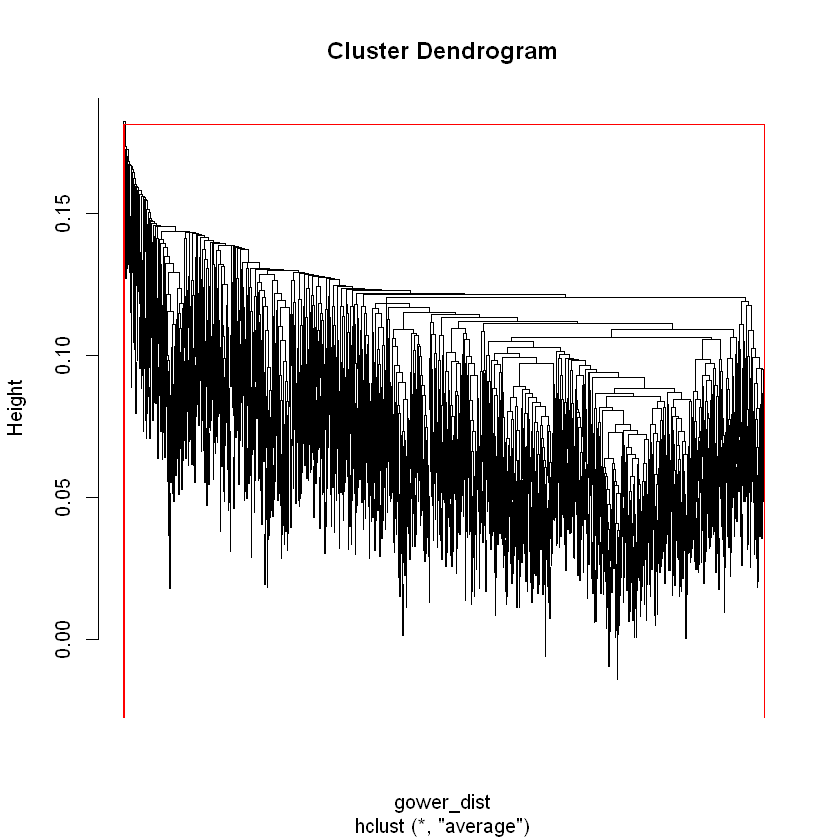 Cluster Dendrogram
Height
0.15
0.10
0.05
0.00
gower_dist
hclust (*, "average")